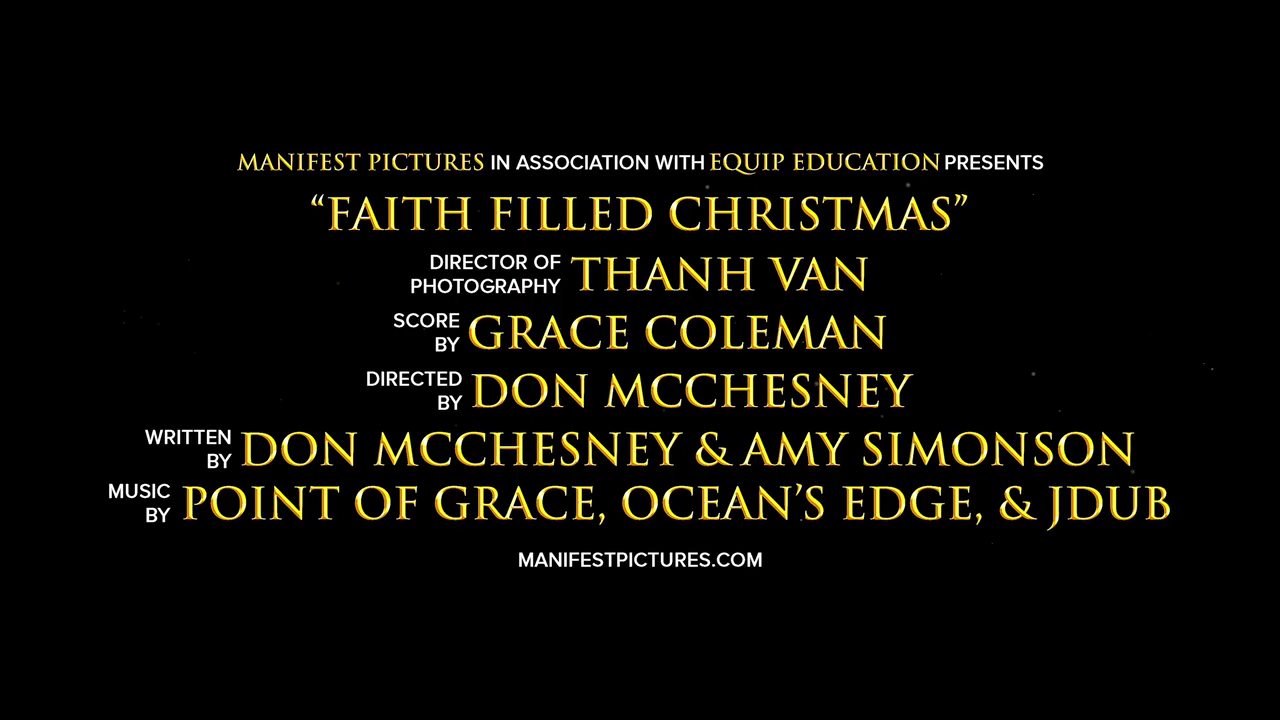 MANIFEST PICTURES IN ASSOCIATION WITH EQUIP EDUCATION PRESENTS
“FAITH FILLED CHRISTMAS”
DIRECTOR OF PHOTOGRAPHY THANH VAN
SCORE BY GRACE COLEMAN
DIRECTED BY DON MCCHESNEY
WRITTEN BY DON MCCHESNEY & AMY SIMONSON
MUSIC BY POINT OF GRACE, OCEAN’S EDGE, & JDUB
MANIFESTPICTURES.COM